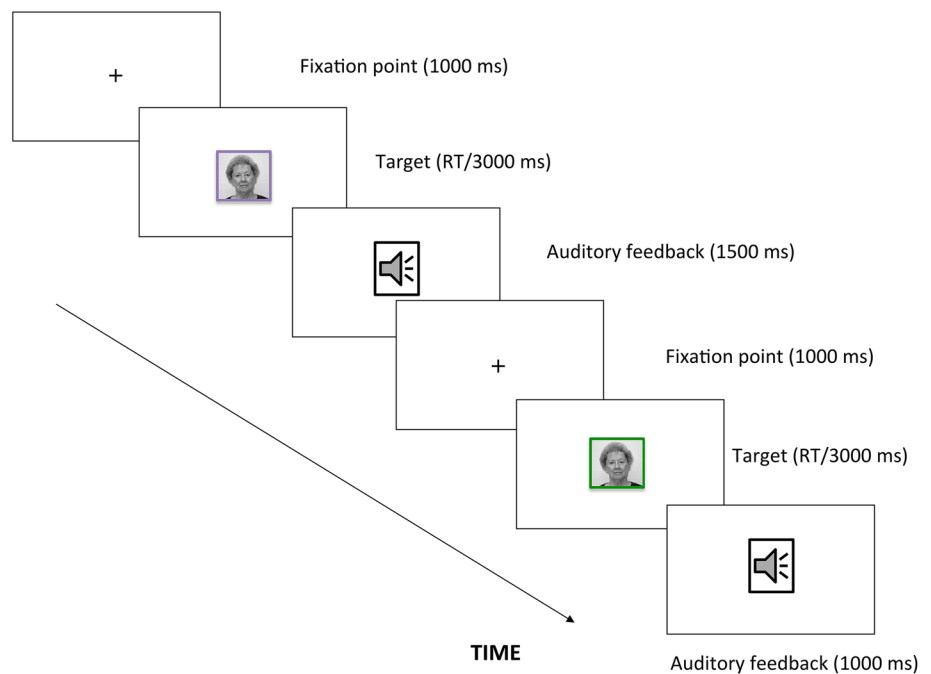 Fixation point (1000 ms)
Target (RT/3000 ms)
Auditory feedback (1500 ms)
Fixation point (1000 ms)
Target (RT/3000 ms)
TIME
Auditory feedback (1000 ms)